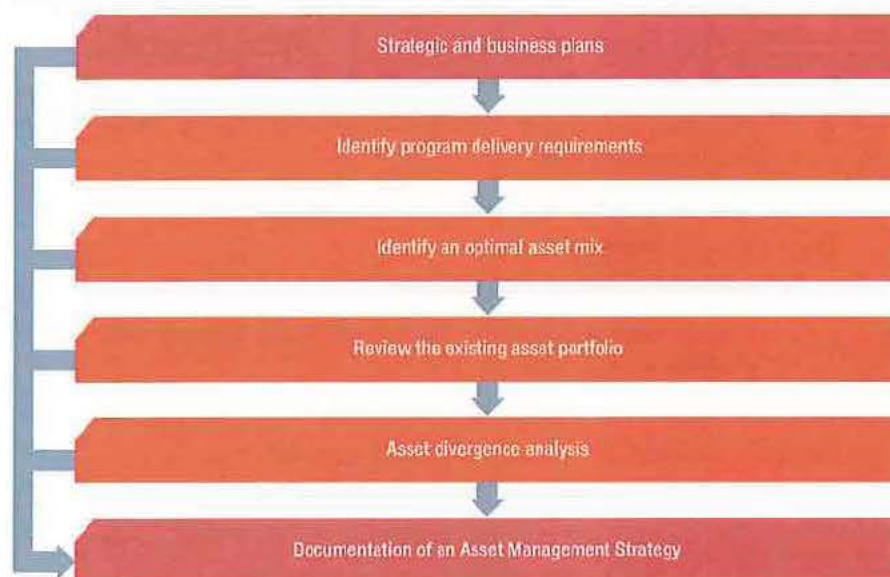 Strategic and business plans
Identify program delivery requirements
Identify an optimal asset mix
Review the existing asset portfolio
Asset divergence analysis
Documentation of an Asset Management Strategy